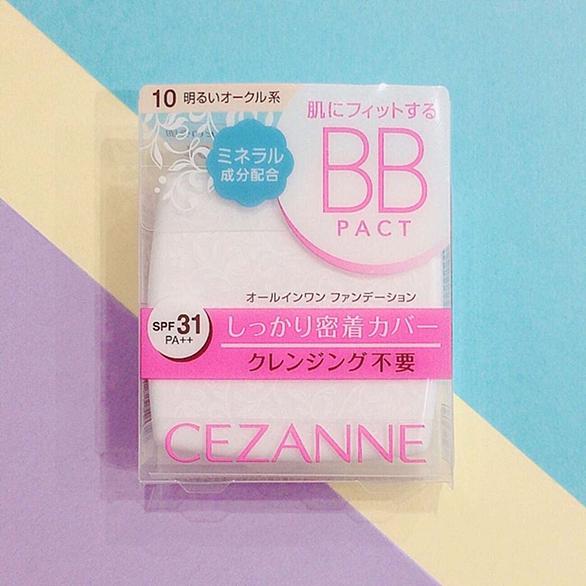 10 明るいオークル系
肌にフィットする
BB
PACT
ミネラル
成分配合
オールインワン ファンデーション
SPF31
PA++
しっかり密着カバー
クレンジング不要
CEZANNE